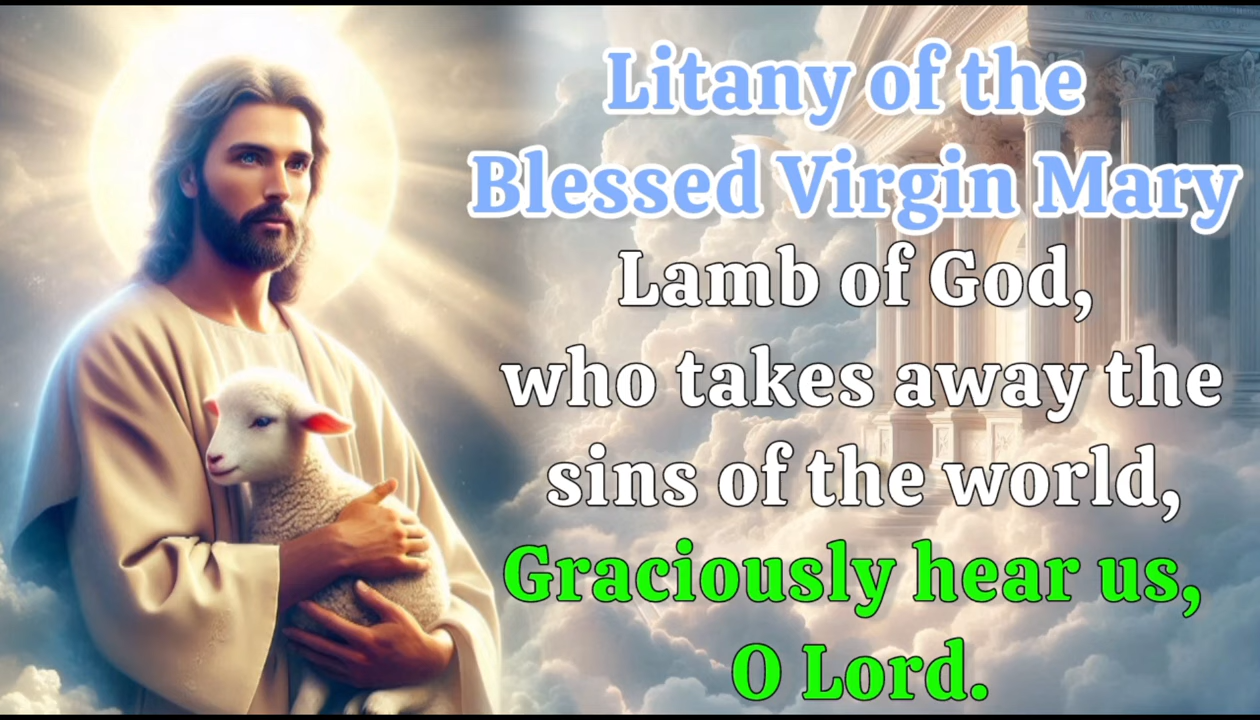 Litany of the
Blessed Virgin Mary
Lamb of God,
who takes away the
sins of the world,
Graciously hear us,
O Lord.